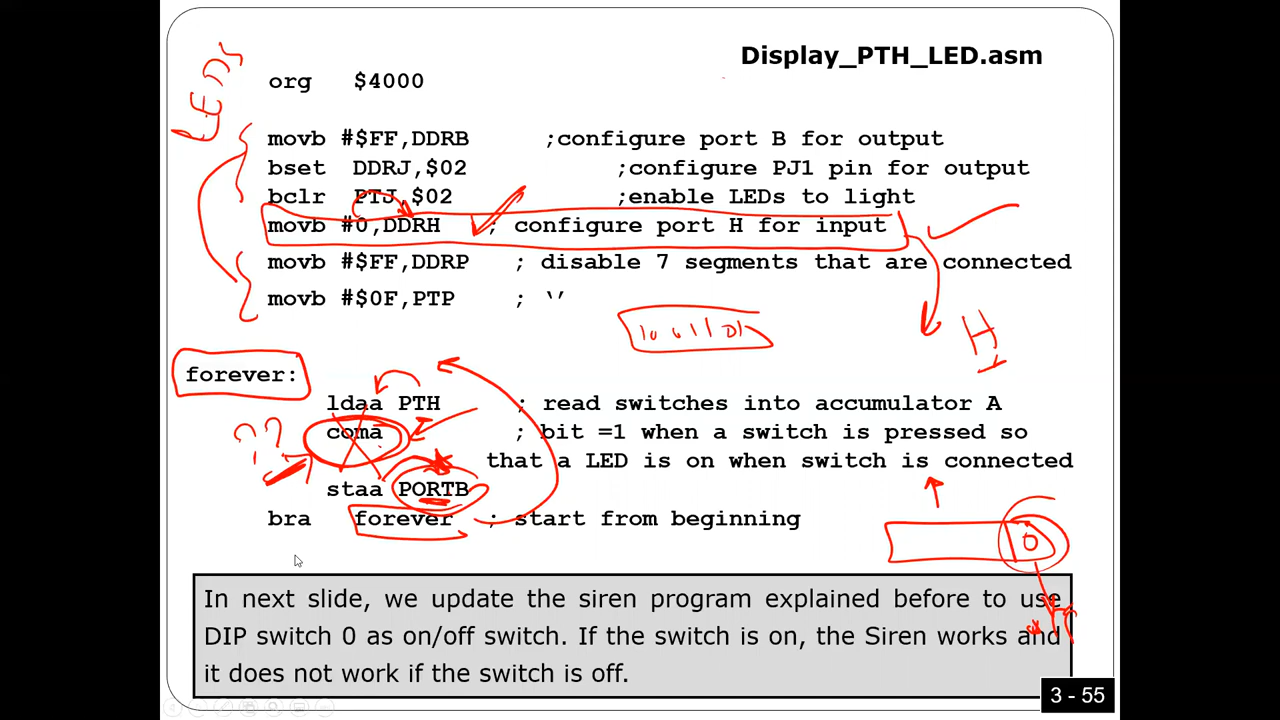 Display_PTH_LED.asm
LEDs
org $4000
movb #$FF,DDRB ;configure port B for output
bset DDRJ,$02 ;configure PJ1 pin for output
bclr PTJ,$02 ;enable LEDs to light
movb #0,DDRH ; configure port H for input
movb #$FF,DDRP ; disable 7 segments that are connected
movb #$0F,PTP ; ‘’
H
forever:
ldaa PTH ; read switches into accumulator A
??
coma ; bit =1 when a switch is pressed so
that a LED is on when switch is connected
staa PORTB
bra forever ; start from beginning
0
In next slide, we update the siren program explained before to use
DIP switch 0 as on/off switch. If the switch is on, the Siren works and
it does not work if the switch is off.
3 - 55